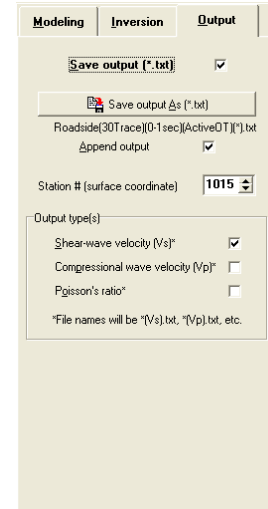 Modeling Inversion Output
Save output (*.txt)
Save output As (*.txt)
Roadside(30Trace)(0-1sec)(ActiveOT)(*).txt
Append output
Station # (surface coordinate) 1015
Output type(s)
Shear-wave velocity (Vs)*
Compressional wave velocity (Vp)*
Poisson's ratio*
*File names will be *(Vs).txt, *(Vp).txt, etc.